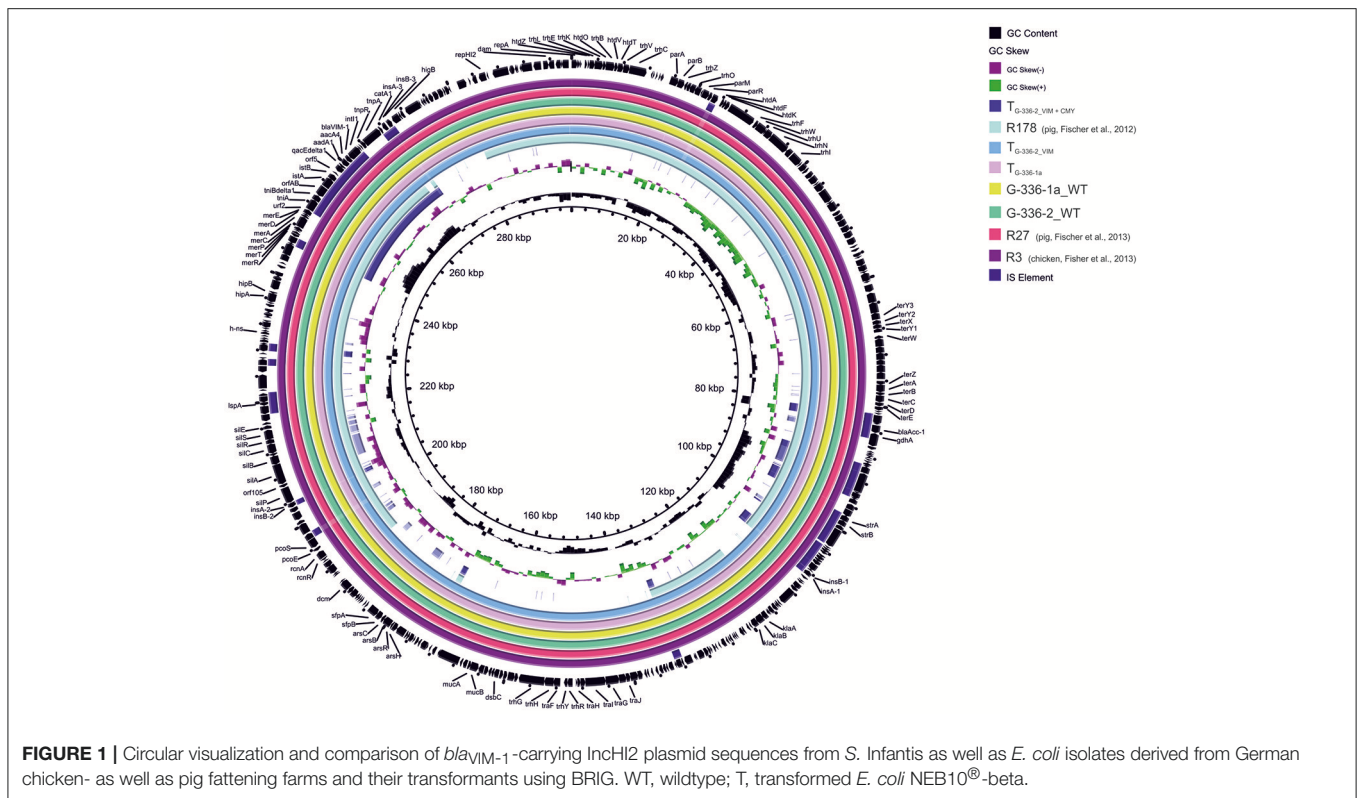 repHI2
dam
repA
htdZ
trhL
trhE
trhK
htdO
trhB
htdV
htdT
trhV
trhC
parA
parB
trhZ
trhO
parM
parR
htdA
htdF
htdK
trhF
trhW
trhU
trhN
trhI
terY3
terY2
terX
terY1
terW
terZ
terA
terB
terC
terD
terE
blaAcc-1
gdhA
strA
strB
insB-1
insA-1
klaA
klaB
klaC
traJ
traG
traI
traH
trhR
trhY
traF
trhH
trhG
dsbC
mucB
mucA
arsH
arsR
arsB
arsC
sfpB
sfpA
dcm
rcnR
rcnA
pcoE
pcoS
insB-2
insA-2
silP
orf105
silA
silB
silC
silR
silS
silE
lspA
h-ns
hipA
hipB
merR
merT
merP
merC
merA
merD
merE
urf2
tniA
tniBdelta1
orfAB
istA
istB
orf5
qacEdelta1
aadA1
aacA4
blaVIM-1
intI1
tnpR
tnpA
catA1
insA-3
insB-3
higB
20 kbp
40 kbp
60 kbp
80 kbp
100 kbp
120 kbp
140 kbp
160 kbp
180 kbp
200 kbp
220 kbp
240 kbp
260 kbp
280 kbp
GC Content
GC Skew
GC Skew(-)
GC Skew(+)
TG-336-2_VIM + CMY
R178 (pig, Fischer et al., 2012)
TG-336-2_VIM
TG-336-1a
G-336-1a_WT
G-336-2_WT
R27 (pig, Fischer et al., 2013)
R3 (chicken, Fisher et al., 2013)
IS Element
FIGURE 1 | Circular visualization and comparison of blaVIM-1-carrying IncHI2 plasmid sequences from S. Infantis as well as E. coli isolates derived from German
chicken- as well as pig fattening farms and their transformants using BRIG. WT, wildtype; T, transformed E. coli NEB10®-beta.